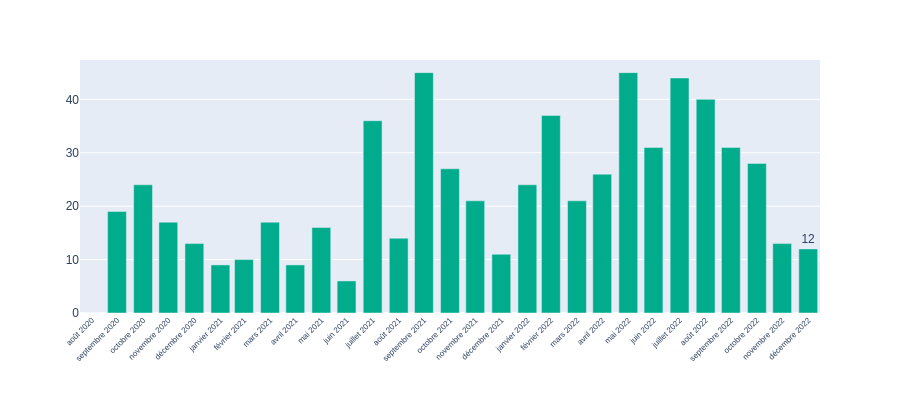 40
30
20
10
0
12
août 2020
septembre 2020
octobre 2020
novembre 2020
décembre 2020
janvier 2021
février 2021
mars 2021
avril 2021
mai 2021
juin 2021
juillet 2021
août 2021
septembre 2021
octobre 2021
novembre 2021
décembre 2021
janvier 2022
février 2022
mars 2022
avril 2022
mai 2022
juin 2022
juillet 2022
août 2022
septembre 2022
octobre 2022
novembre 2022
décembre 2022